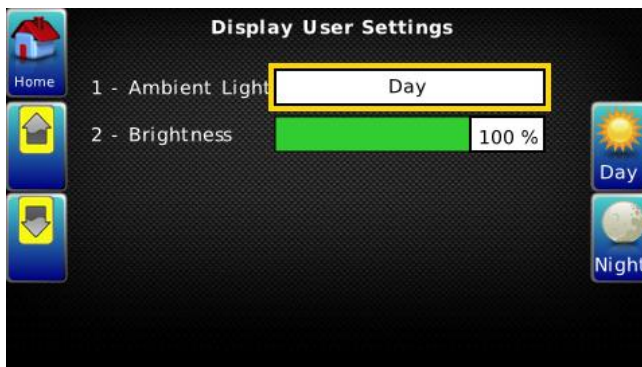 Display User Settings
Home
1 - Ambient Light Day
2 - Brightness 100 %
Day
Night